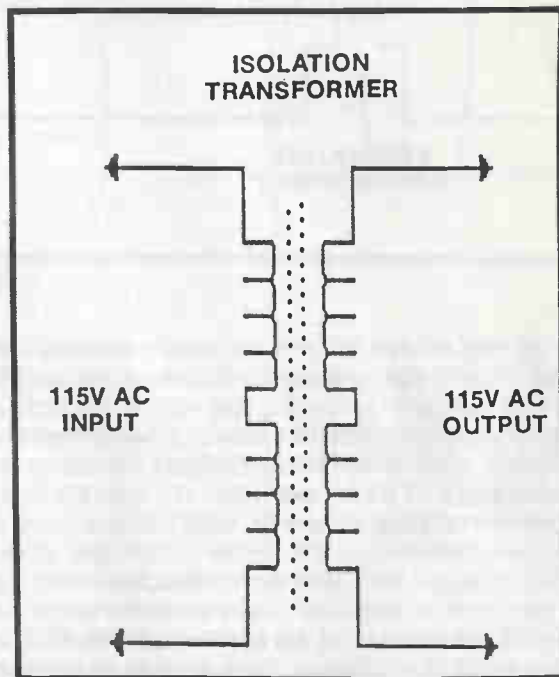 ISOLATION
TRANSFORMER
115V AC
INPUT
115V AC
OUTPUT